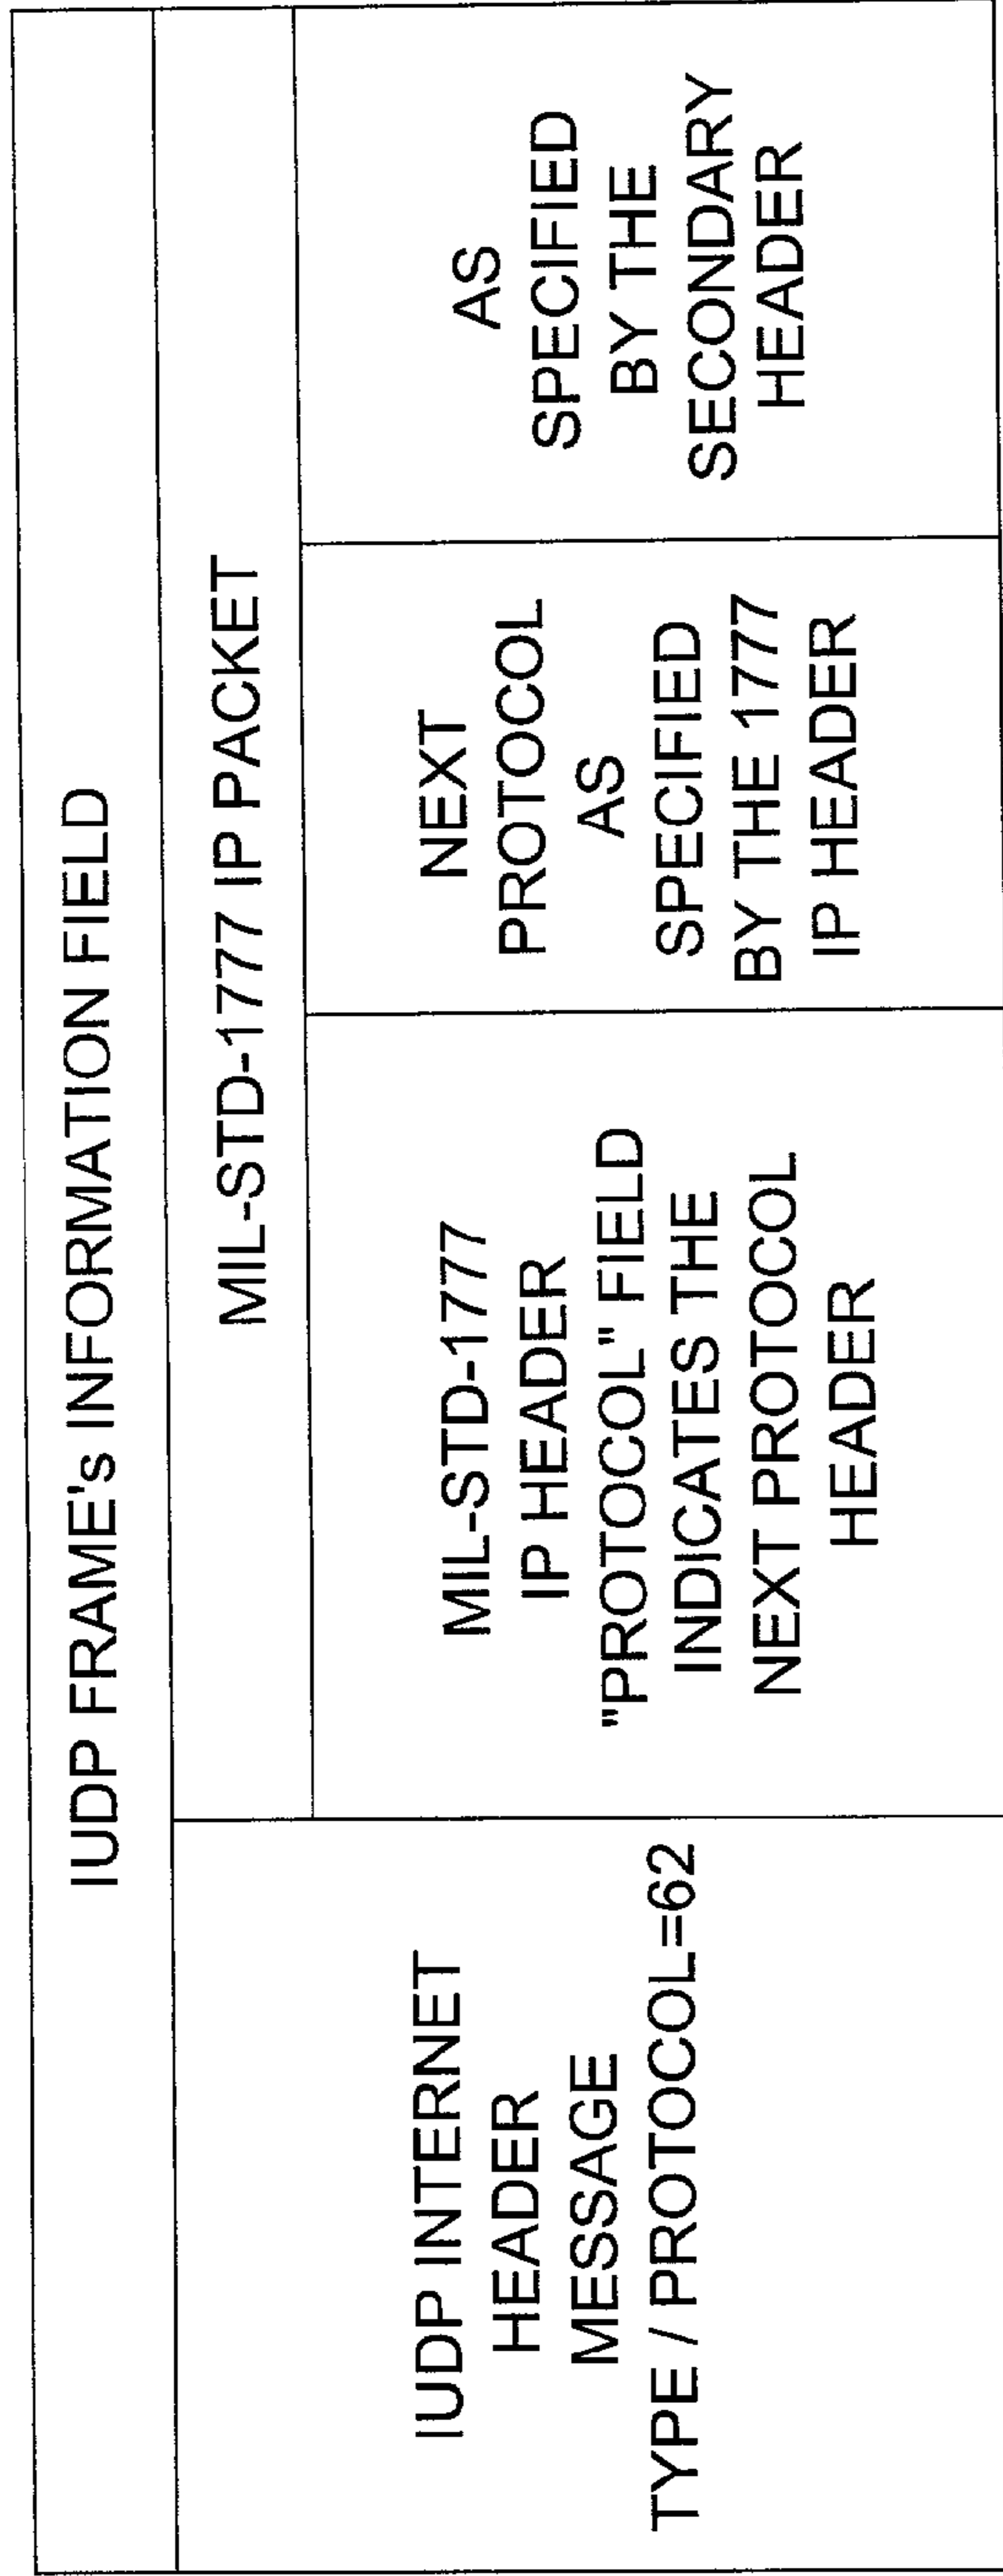 IUDP FRAME's INFORMATION FIELD
MIL-STD-1777 IP PACKET
IUDP INTERNET
HEADER
MESSAGE
TYPE / PROTOCOL=62
MIL-STD-1777
IP HEADER
"PROTOCOL" FIELD
INDICATES THE
NEXT PROTOCOL
HEADER
NEXT
PROTOCOL
AS
SPECIFIED
BY THE 1777
IP HEADER
AS
SPECIFIED
BY THE
SECONDARY
HEADER